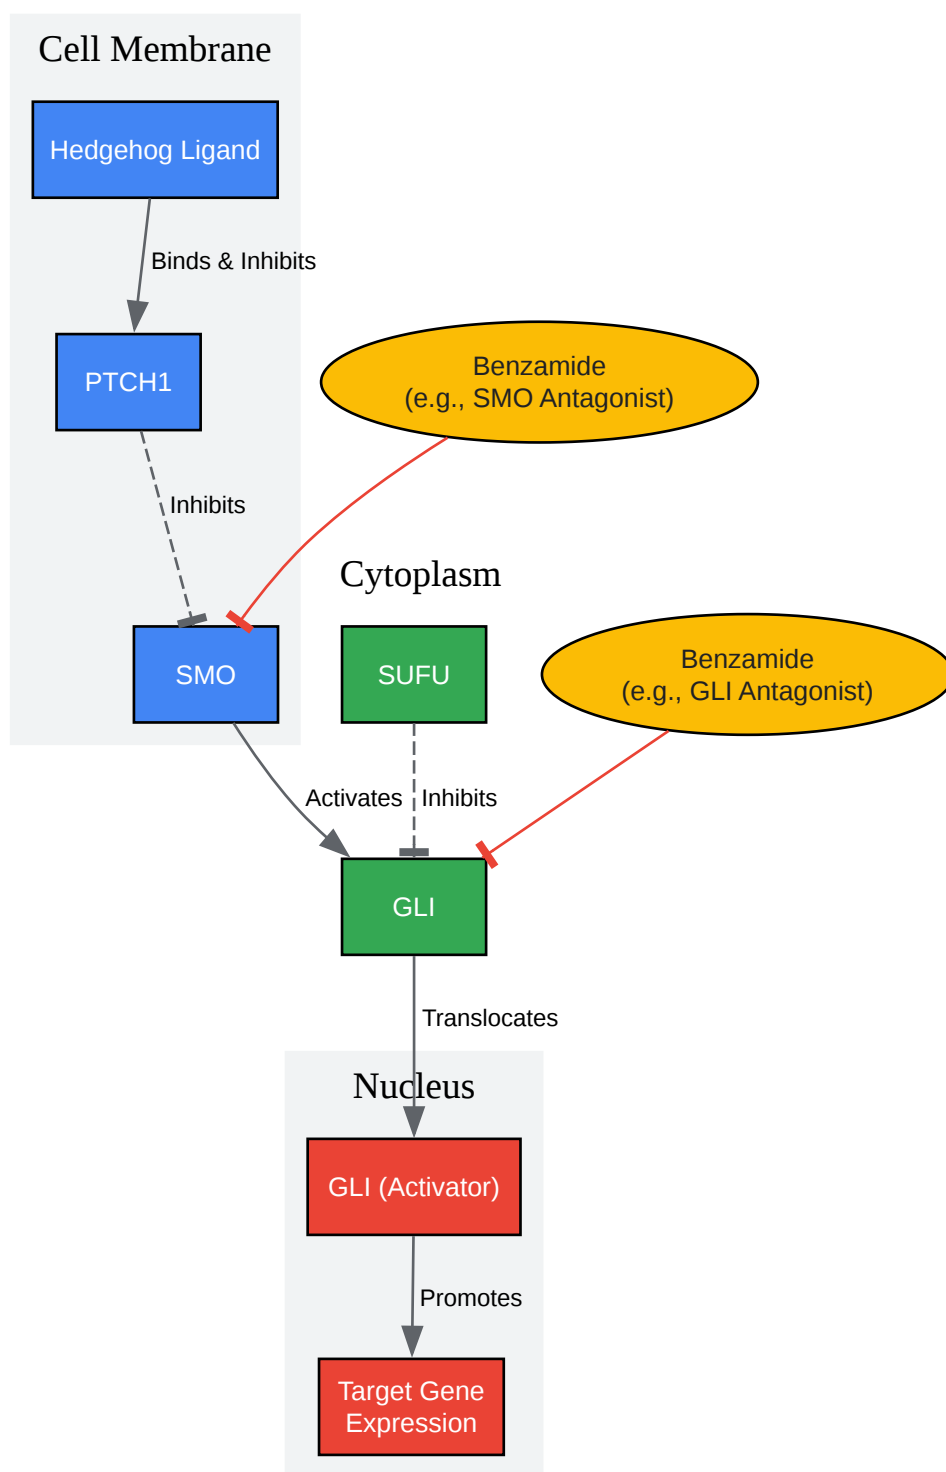 Cell Membrane
Hedgehog Ligand
Binds & Inhibits
PTCH1
Benzamide
(e.g., SMO Antagonist)
Inhibits
Cytoplasm
SMO
SUFU
Benzamide
(e.g., GLI Antagonist)
Activates
Inhibits
GLI
Translocates
Nucleus
GLI (Activator)
Promotes
Target Gene
Expression